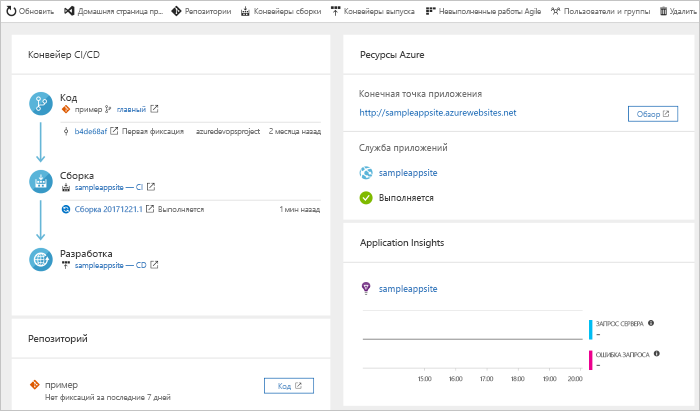 Обновить Домашняя страница пр... Репозитории Конвейеры сборки Конвейеры выпуска Невыполненные работы Agile Пользователи и группы Удалить
Конвейер CI/CD
Код
пример главный
b4de68af Первая фиксация azuredevopsproject 2 месяца назад
Сборка
sampleappsite — CI
Сборка 20171221.1 Выполняется 1 мин назад
Разработка
sampleappsite — CD
Репозиторий
пример
Нет фиксаций за последние 7 дней
Код
Ресурсы Azure
Конечная точка приложения
http://sampleappsite.azurewebsites.net
Обзор
Служба приложений
sampleappsite
Выполняется
Application Insights
sampleappsite
ЗАПРОС СЕРВЕРА
--
ОШИБКА ЗАПРОСА
--
15:00 16:00 17:00 18:00 19:00 20:00